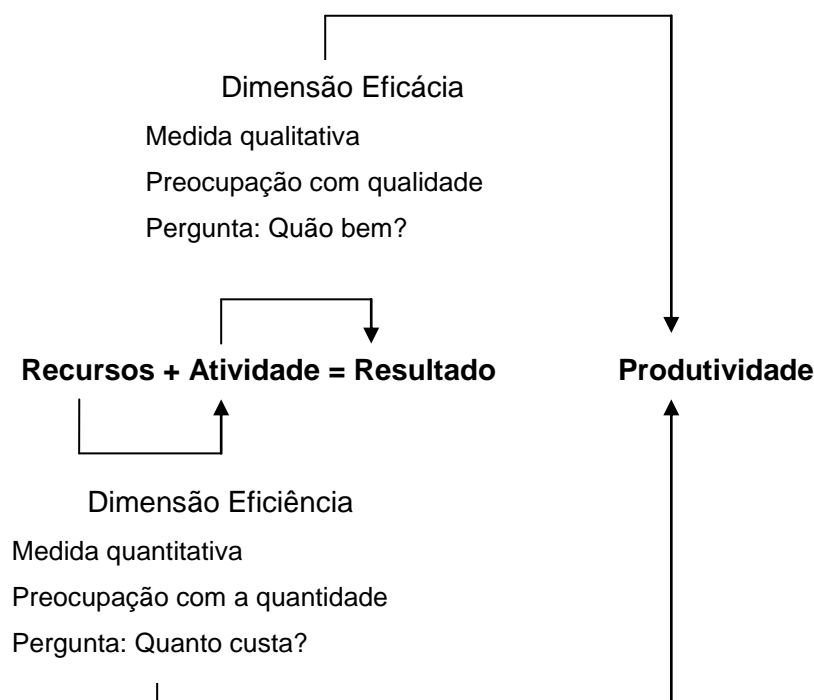 Dimensão Eficácia
Medida qualitativa
Preocupação com qualidade
Pergunta: Quão bem?
Recursos + Atividade = Resultado
Produtividade
Dimensão Eficiência
Medida quantitativa
Preocupação com a quantidade
Pergunta: Quanto custa?